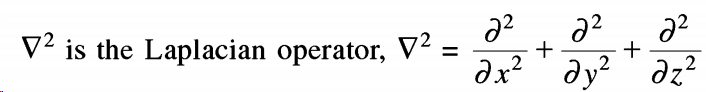 ∇² is the Laplacian operator, ∇² = ∂²/∂x² + ∂²/∂y² + ∂²/∂z²